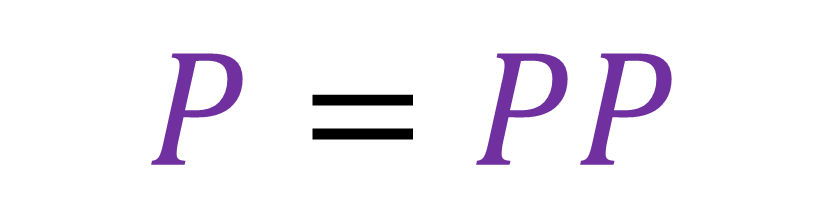 P = PP